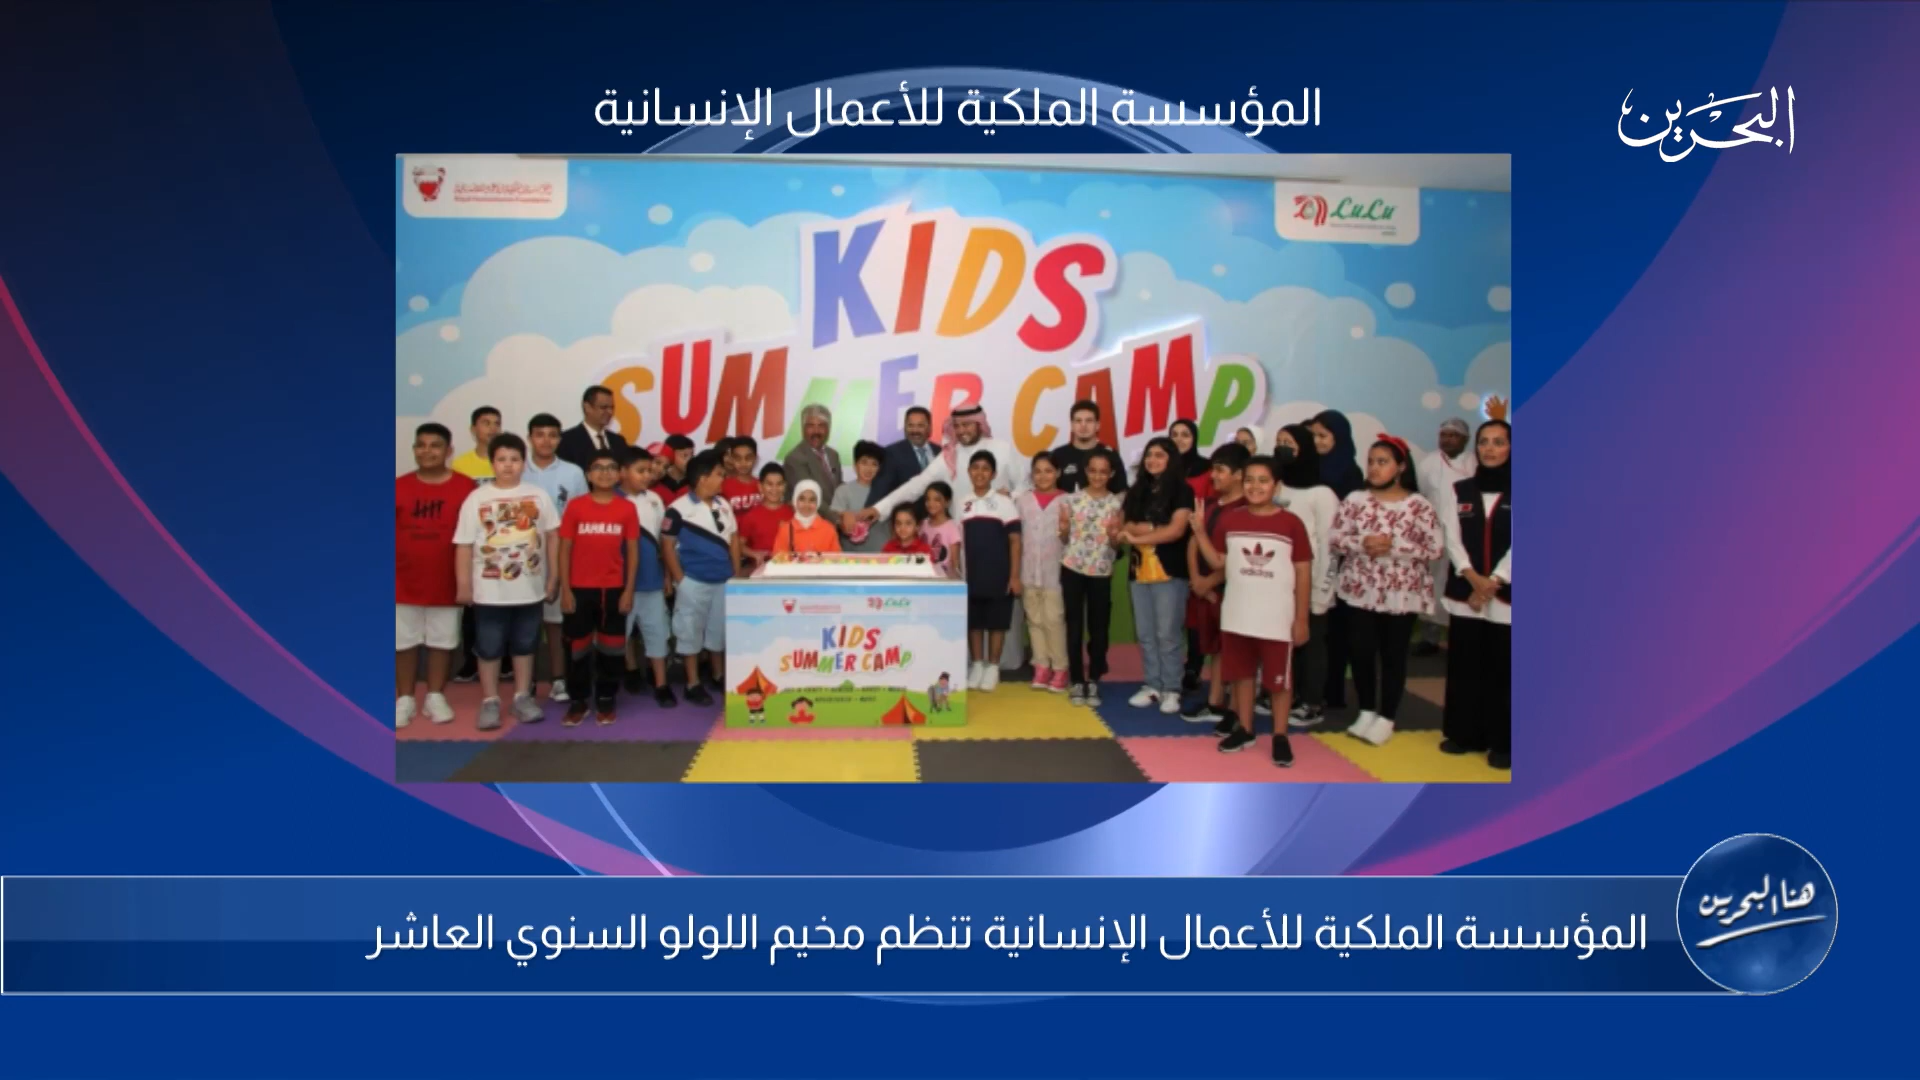 المؤسسة الملكية للأعمال الإنسانية
البحرين
LuLu
KIDS
SUMMER CAMP
BAHRAIN
adidas
LuLu
KIDS
SUMMER CAMP
هنا البحرين
المؤسسة الملكية للأعمال الإنسانية تنظم مخيم اللولو السنوي العاشر